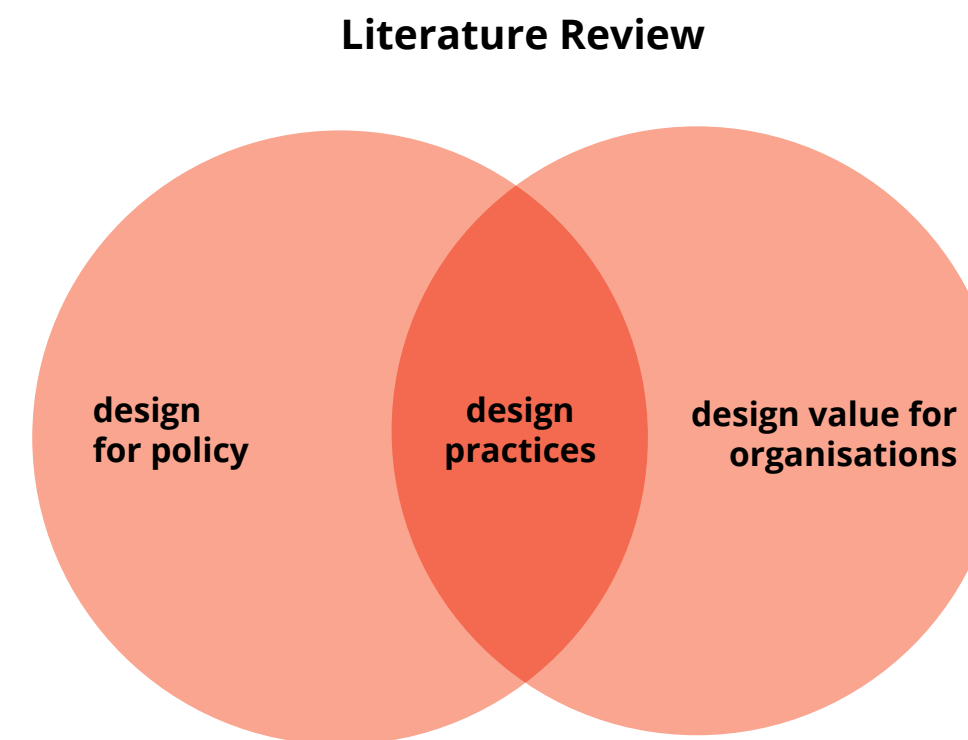 Literature Review
design
for policy
design
practices
design value for
organisations